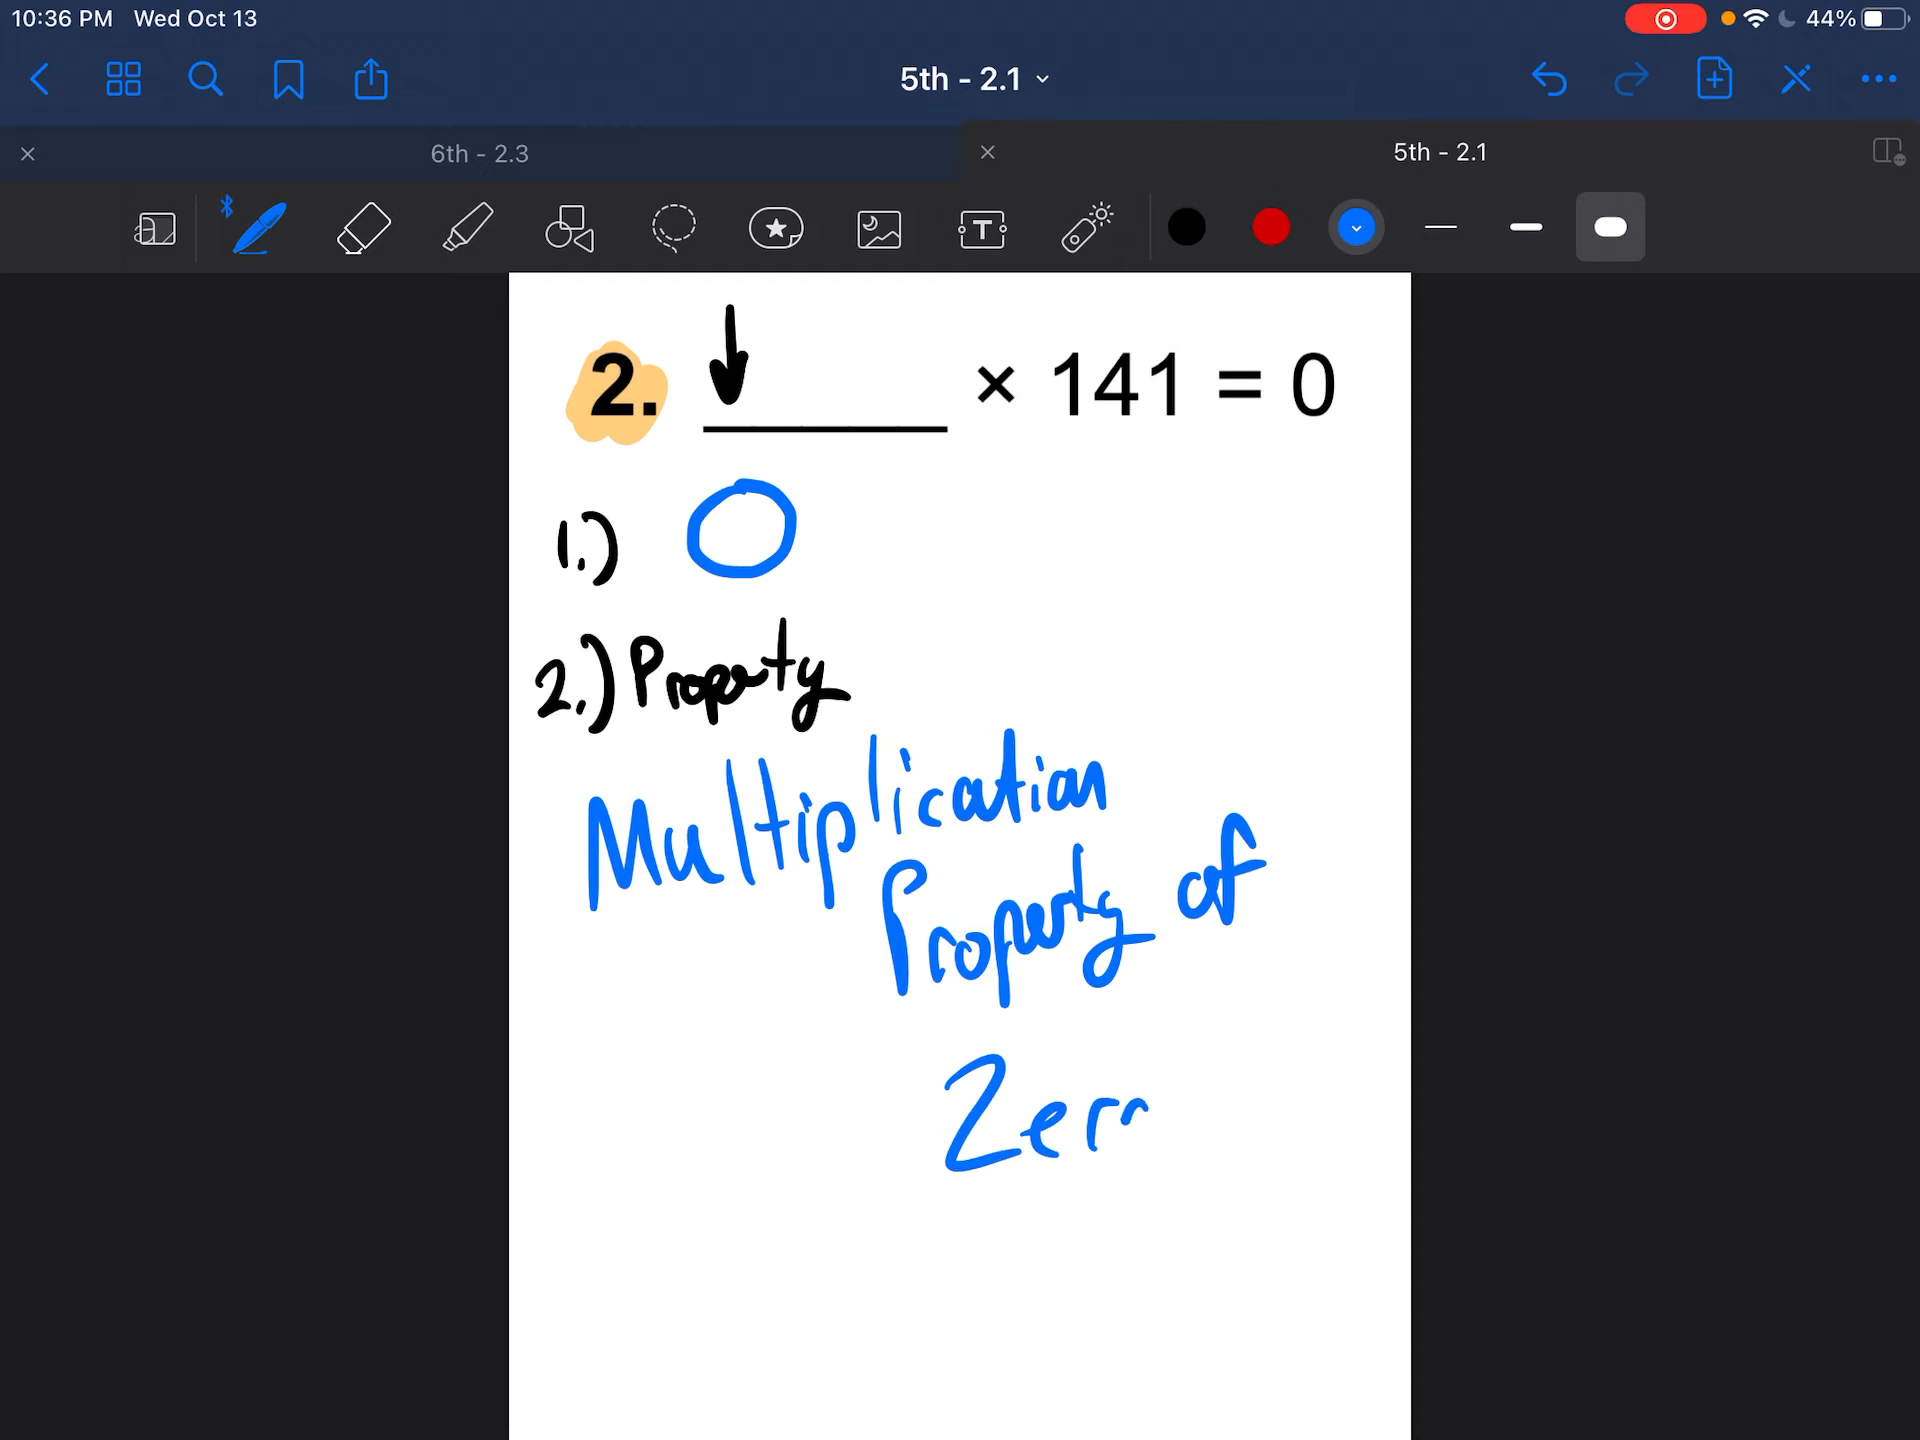 10:36 PM Wed Oct 13
44%
5th - 2.1
6th - 2.3
5th - 2.1
2. ______ × 141 = 0
1.) 0
2.) Property
Multiplication
Property of
Zer